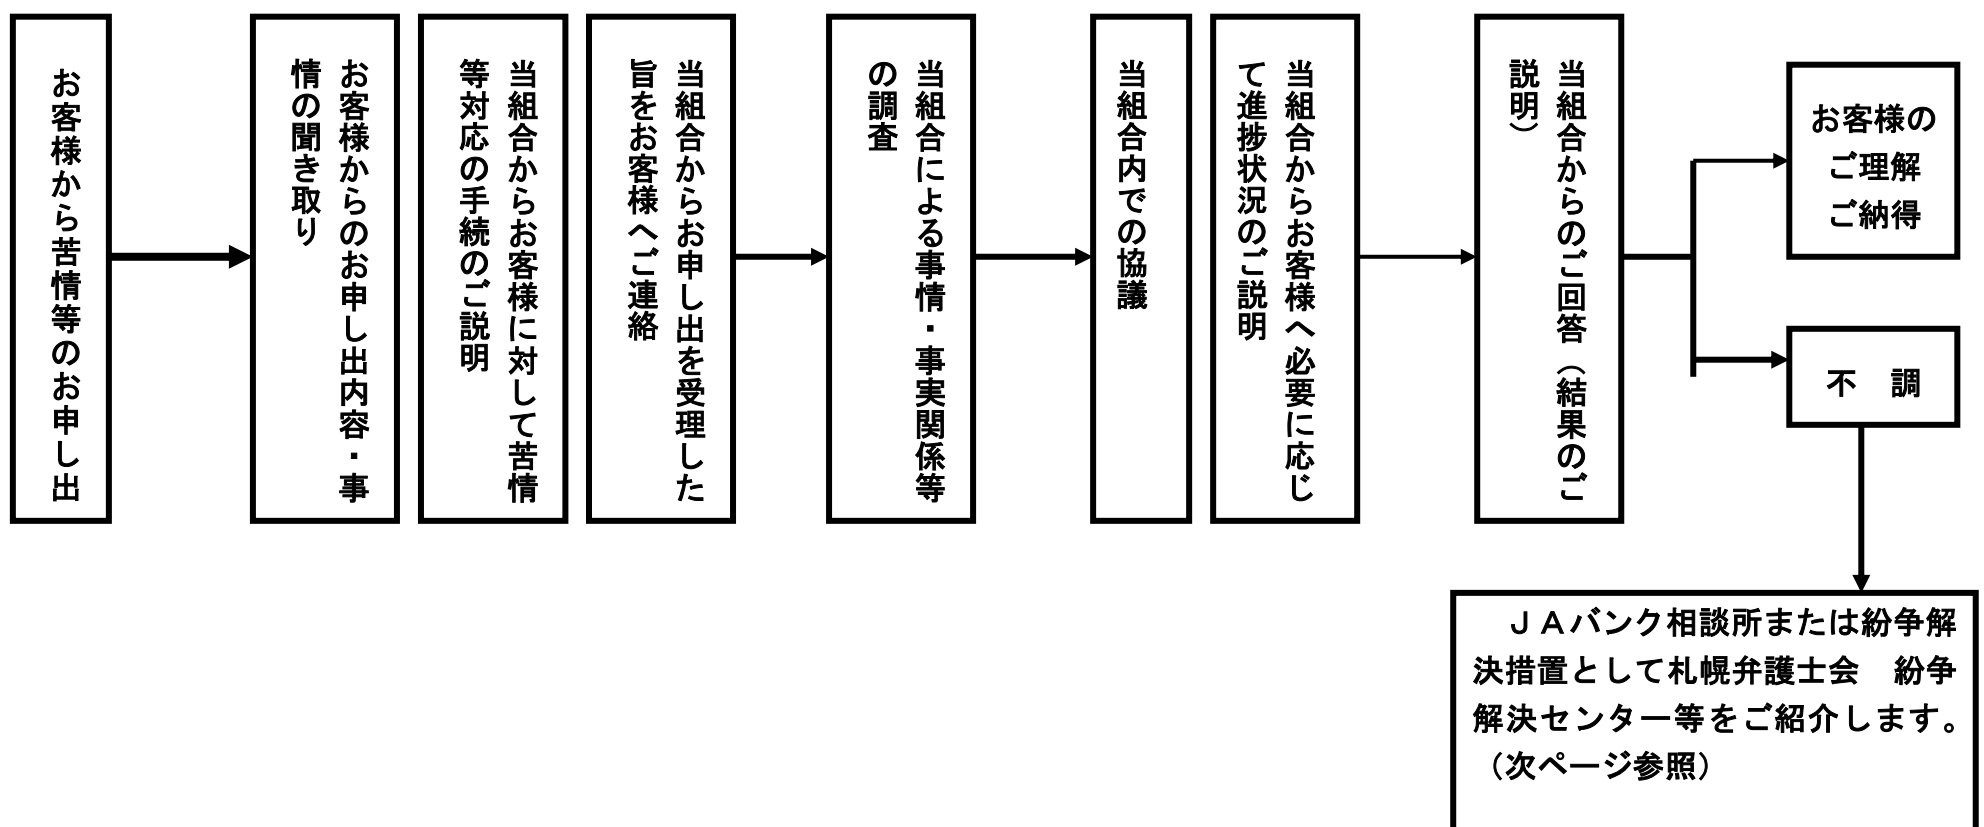 お客様から苦情等のお申し出
お客様からのお申し出内容・事
情の聞き取り
当組合からお客様に対して苦情
等対応の手続のご説明
当組合からお申し出を受理した
旨をお客様へご連絡
当組合による事情・事実関係等
の調査
当組合内での協議
当組合からお客様へ必要に応じ
て進捗状況のご説明
当組合からのご回答（結果のご
説明）
お客様の
ご理解
ご納得
不　調
ＪＡバンク相談所または紛争解
決措置として札幌弁護士会　紛争
解決センター等をご紹介します。
（次ページ参照）